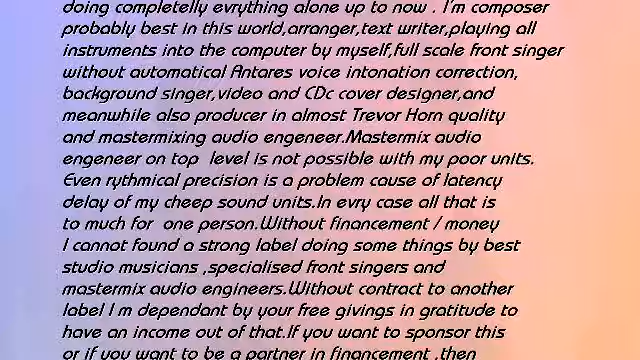 doing completelly evrything alone up to now . I'm composer
probably best in this world,arranger,text writer,playing all
instruments into the computer by myself,full scale front singer
without automatical Antares voice intonation correction,
background singer,video and CDc cover designer,and
meanwhile also producer in almost Trevor Horn quality
and mastermixing audio engeneer.Mastermix audio
engeneer on top level is not possible with my poor units.
Even rythmical precision is a problem cause of latency
delay of my cheep sound units.In evry case all that is
to much for one person.Without financement / money
I cannot found a strong label doing some things by best
studio musicians ,specialised front singers and
mastermix audio engineers.Without contract to another
label I m dependant by your free givings in gratitude to
have an income out of that.If you want to sponsor this
or if you want to be a partner in financement ,then